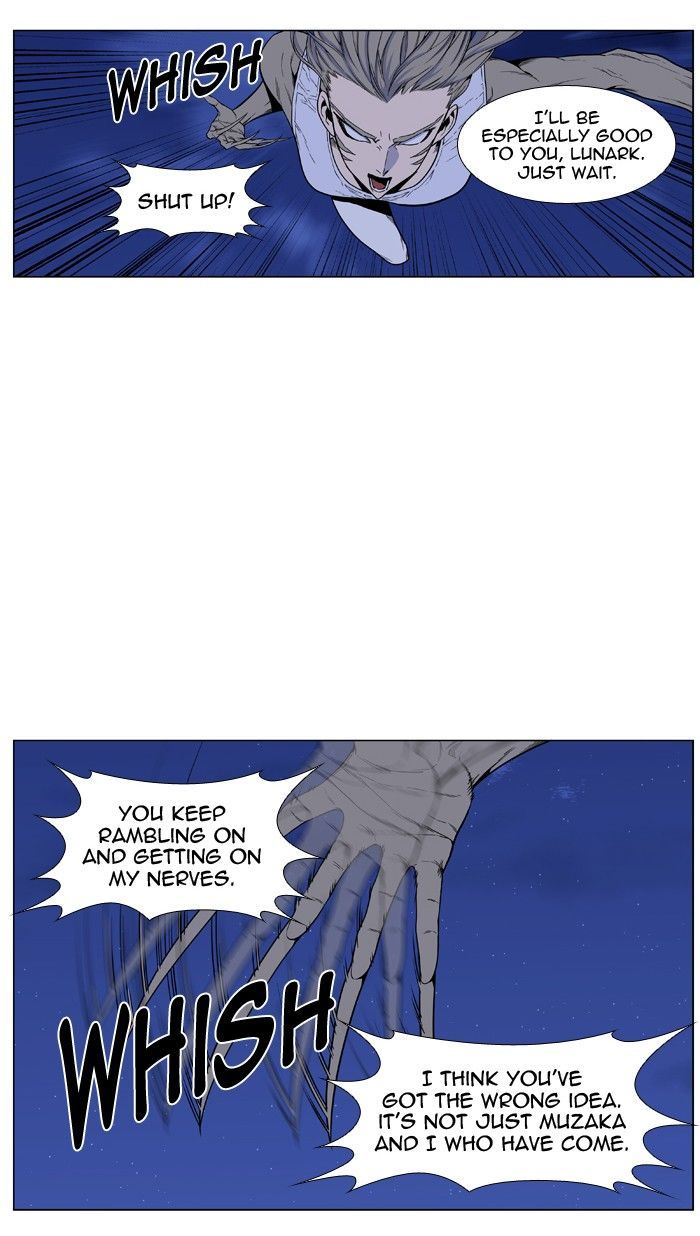 WHISH
I'LL BE
ESPECIALLY GOOD
TO YOU, LUNARK.
JUST WAIT.
SHUT UP!
YOU KEEP
RAMBLING ON
AND GETTING ON
MY NERVES.
WHISH
I THINK YOU'VE
GOT THE WRONG IDEA.
IT'S NOT JUST MUZAKA
AND I WHO HAVE COME.